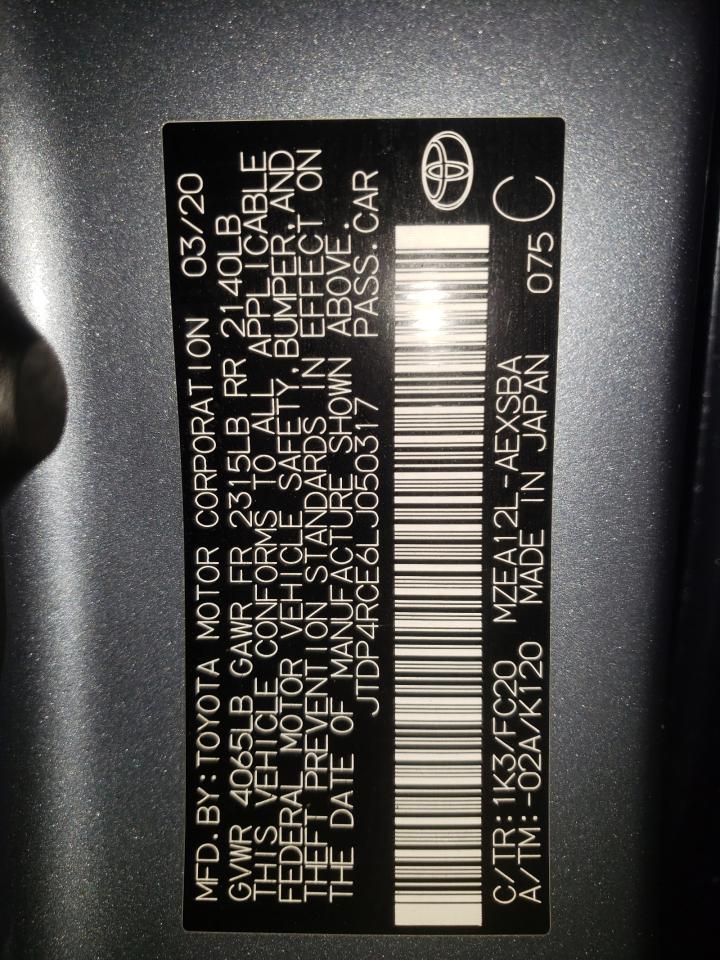 MFD.BY:TOYOTA MOTOR CORPORATION 03/20
GVWR 4065LB GAWR FR 2315LB RR 2140LB
THIS VEHICLE CONFORMS TO ALL APPLICABLE
FEDERAL MOTOR VEHICLE SAFETY,BUMPER,AND
THEFT PREVENTION STANDARDS IN EFFECT ON
THE DATE OF MANUFACTURE SHOWN ABOVE.
JTDP4RCE6LJ050317 PASS.CAR
C/TR:1K3/FC20 MZEA12L-AEXSBA 075 C
A/TM:-02A/K120 MADE IN JAPAN